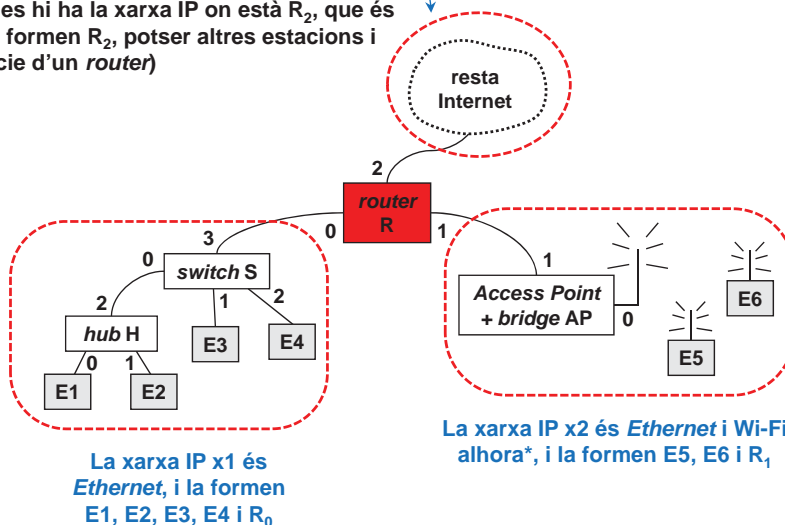 es hi ha la xarxa IP on està R2, que és
formen R2, potser altres estacions i
cie d'un router)
resta
Internet
2
router
R
0
1
3
0
switch S
1
2
2
hub H
0
1
E1
E2
E3
E4
1
Access Point
+ bridge AP
0
E5
E6
La xarxa IP x2 és Ethernet i Wi-Fi
alhora*, i la formen E5, E6 i R1
La xarxa IP x1 és
Ethernet, i la formen
E1, E2, E3, E4 i R0